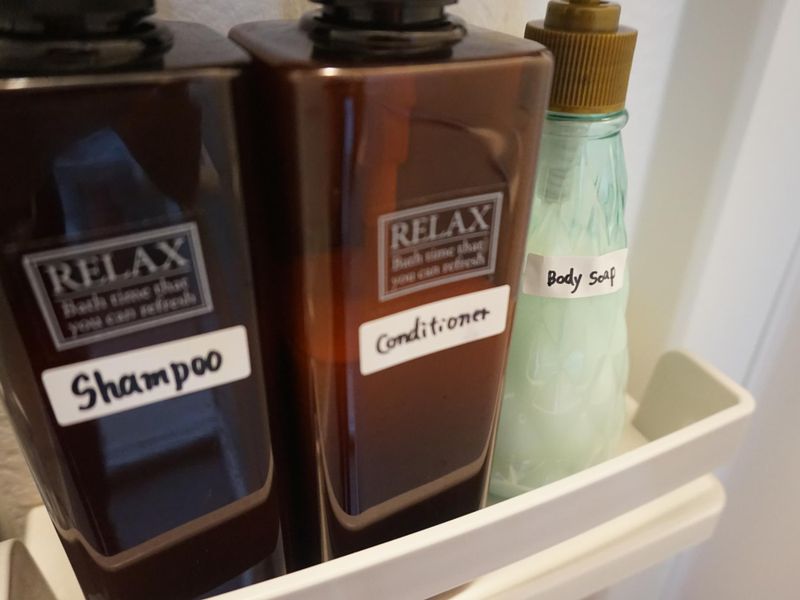 RELAX
Bath time that
you can refresh
Shampoo
RELAX
Bath time that
you can refresh
Conditioner
Body Soap